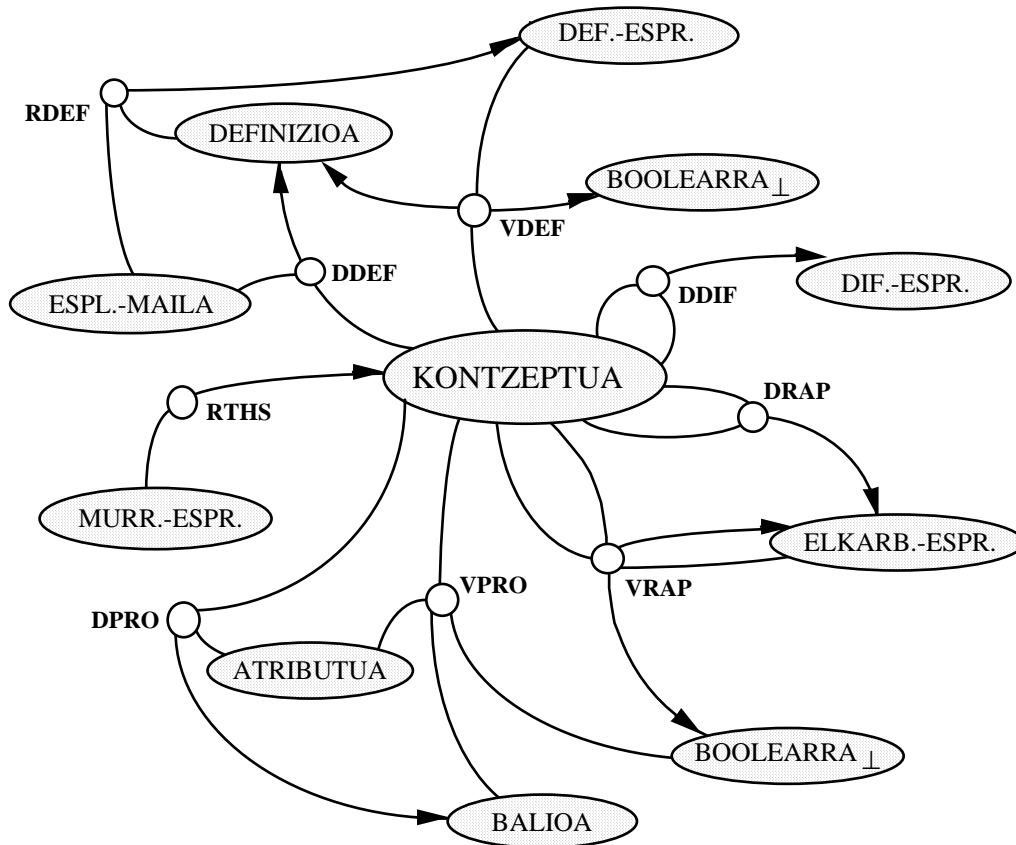 DEF.-ESPR.
RDEF
DEFINIZIOA
BOOLEARRA ⊥
VDEF
DDEF
ESPL.-MAILA
DDIF
DIF.-ESPR.
KONTZEPTUA
DRAP
RTHS
MURR.-ESPR.
ELKARB.-ESPR.
VPRO
VRAP
DPRO
ATRIBUTUA
BOOLEARRA ⊥
BALIOA